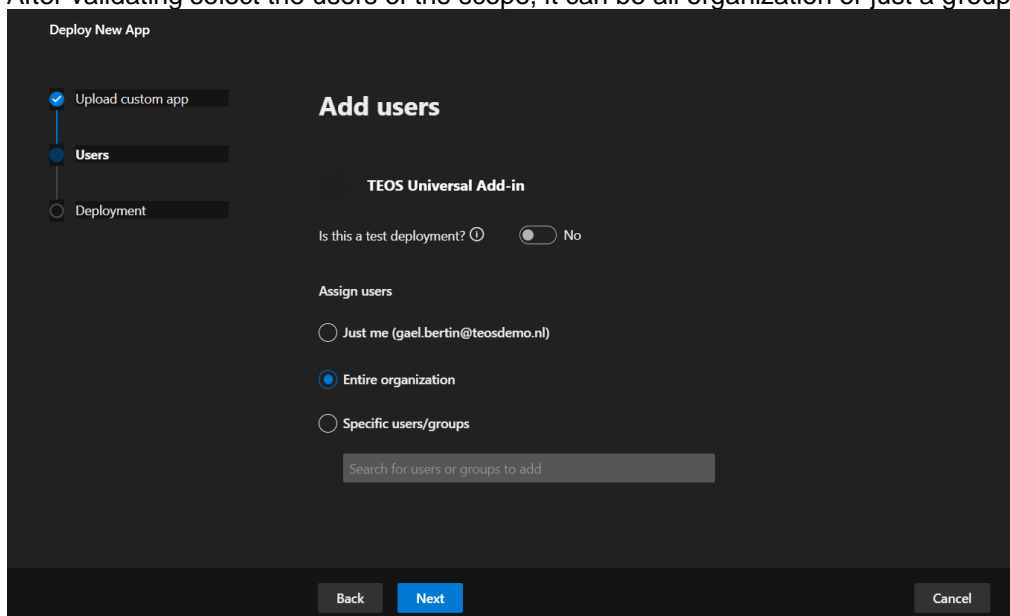 After validating select the users of the scope, it can be all organization or just a group
Deploy New App
Upload custom app
Users
Deployment
Add users
TEOS Universal Add-in
Is this a test deployment? No
Assign users
Just me (gael.bertin@teosdemo.nl)
Entire organization
Specific users/groups
Search for users or groups to add
Back Next Cancel